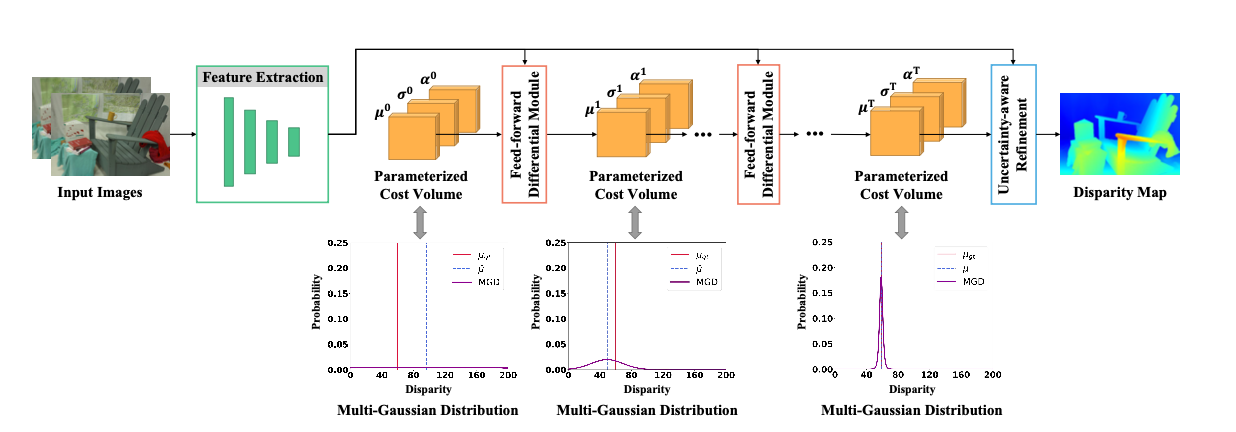 Feature Extraction
Input Images
μ⁰ σ⁰ α⁰
Parameterized
Cost Volume
Feed-forward
Differential Module
μ¹ σ¹ α¹
Parameterized
Cost Volume
•••
Feed-forward
Differential Module
•••
μᵀ σᵀ αᵀ
Parameterized
Cost Volume
Uncertainty-aware
Refinement
Disparity Map
Probability
0.25
0.20
0.15
0.10
0.05
0.00
0 40 80 120 160 200
Disparity
MGD
Multi-Gaussian Distribution
Probability
0.25
0.20
0.15
0.10
0.05
0.00
0 40 80 120 160 200
Disparity
MGD
Multi-Gaussian Distribution
Probability
0.25
0.20
0.15
0.10
0.05
0.00
0 40 80 120 160 200
Disparity
μgt
μ
MGD
Multi-Gaussian Distribution